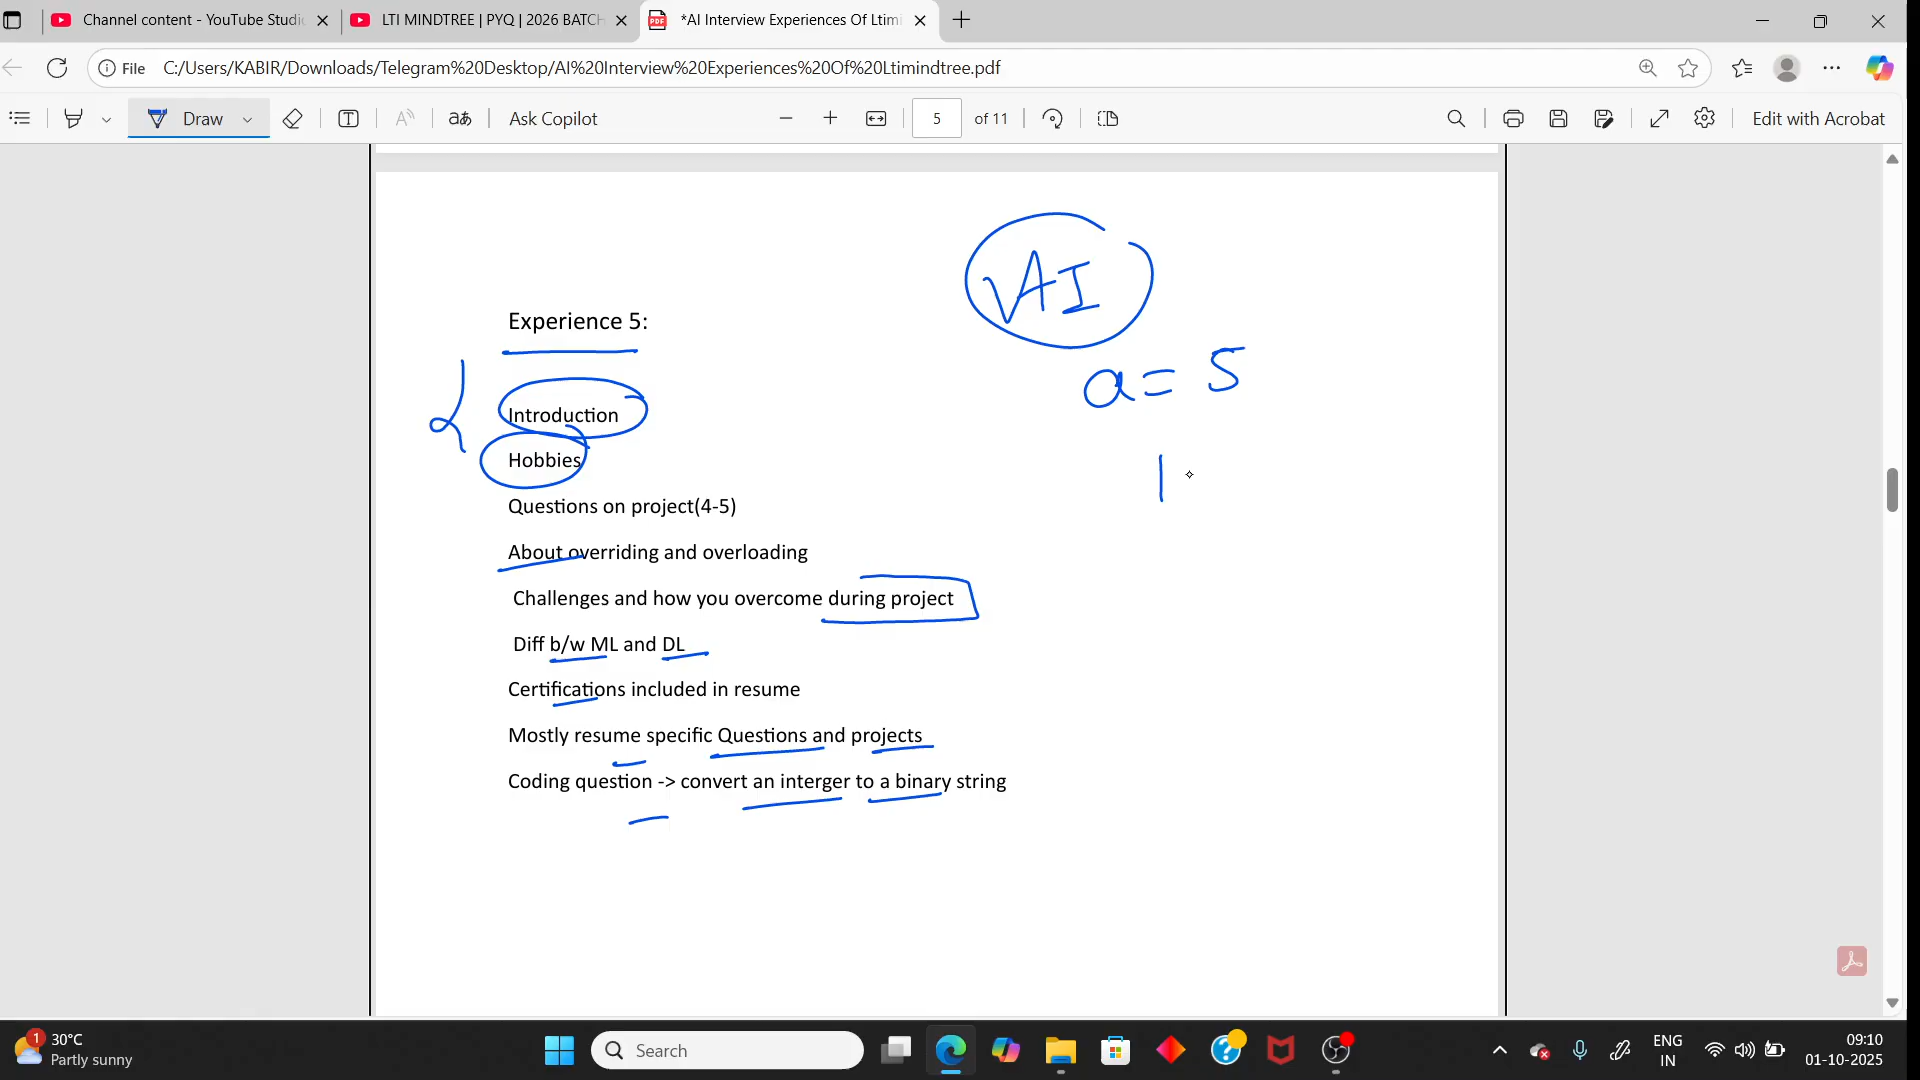 Channel content - YouTube Studi
LTI MINDTREE | PYQ | 2026 BATCH
*AI Interview Experiences Of Ltimi
File
C:/Users/KABIR/Downloads/Telegram%20Desktop/AI%20Interview%20Experiences%20Of%20Ltimindtree.pdf
Draw
Ask Copilot
5
of 11
Edit with Acrobat
AI
a= 5
1
Experience 5:
Introduction
Hobbies
Questions on project(4-5)
About overriding and overloading
Challenges and how you overcome during project
Diff b/w ML and DL
Certifications included in resume
Mostly resume specific Questions and projects
Coding question -> convert an interger to a binary string
1
30°C
Partly sunny
Search
ENG
IN
09:10
01-10-2025